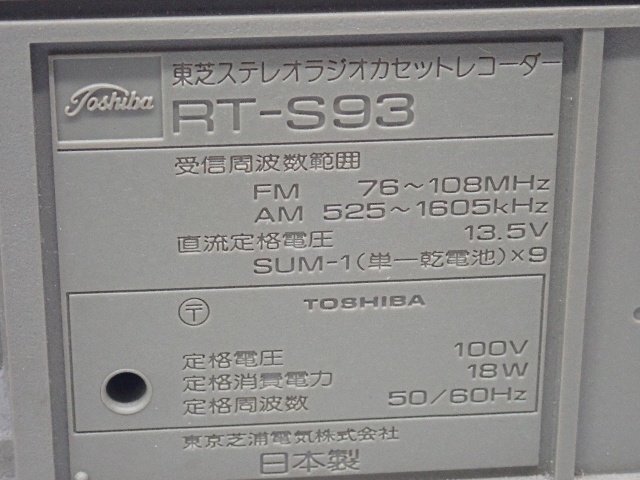 Toshiba
東芝ステレオラジオカセットレコーダー
RT-S93
受信周波数範囲
FM 76～108MHz
AM 525～1605kHz
直流定格電圧 13.5V
SUM-1(単一乾電池)×9
〶 TOSHIBA
定格電圧 100V
定格消費電力 18W
定格周波数 50/60Hz
東京芝浦電気株式会社
日本製